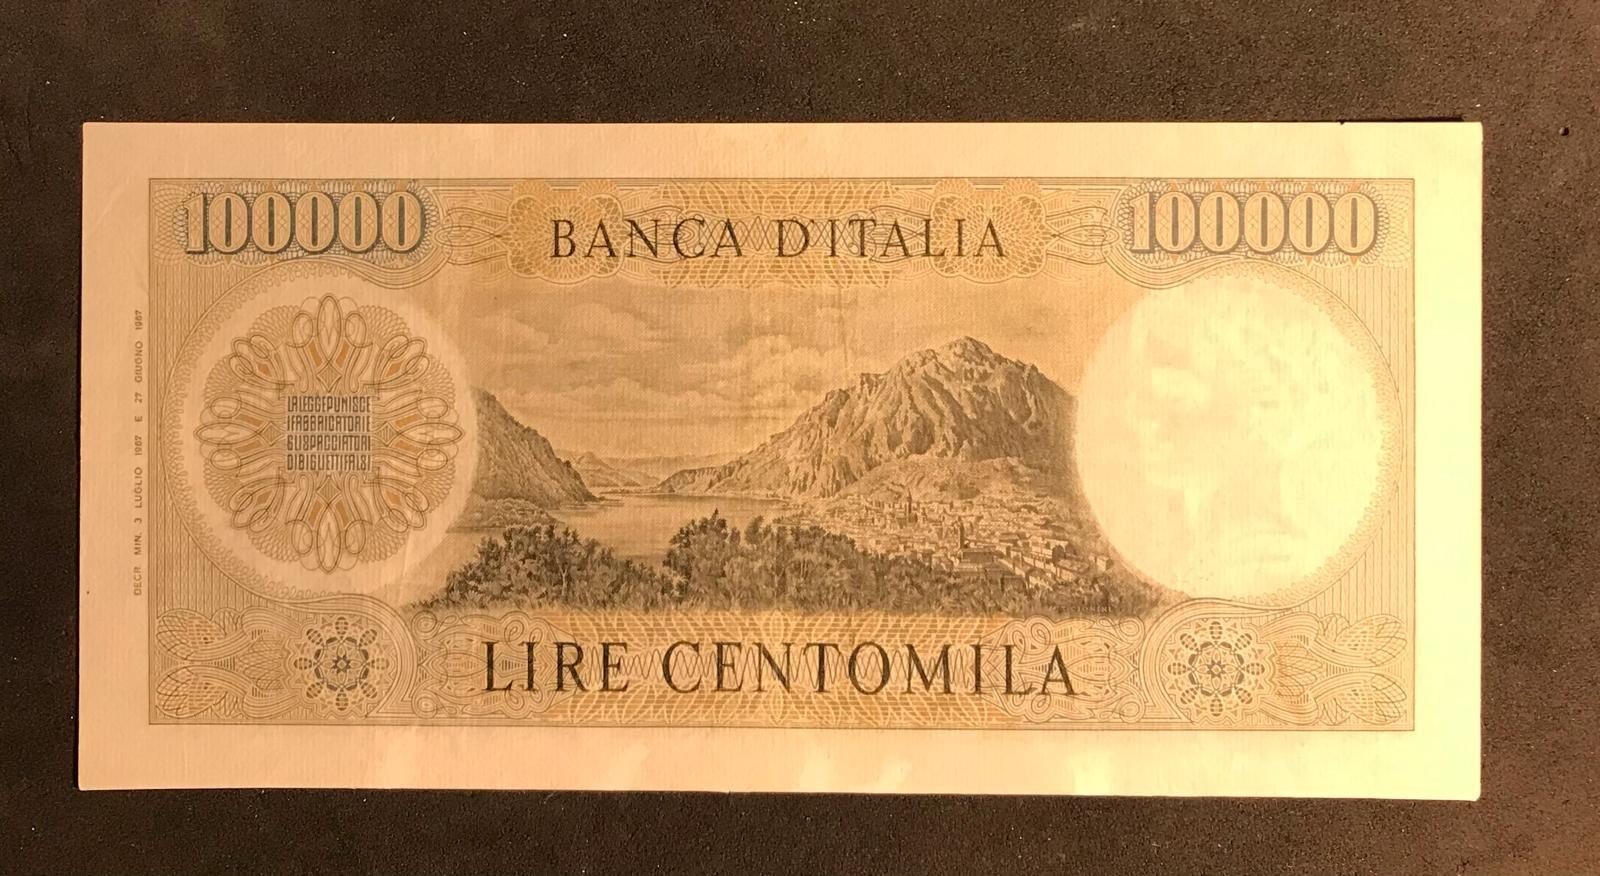 100000
BANCA D'ITALIA
100000
LA LEGGE PUNISCE
I FABBRICATORI E
GLI SPACCIATORI
DI BIGLIETTI FALSI
DECR. MIN. 3 LUGLIO 1967 E 27 GIUGNO 1967
T. CIONINI
LIRE CENTOMILA